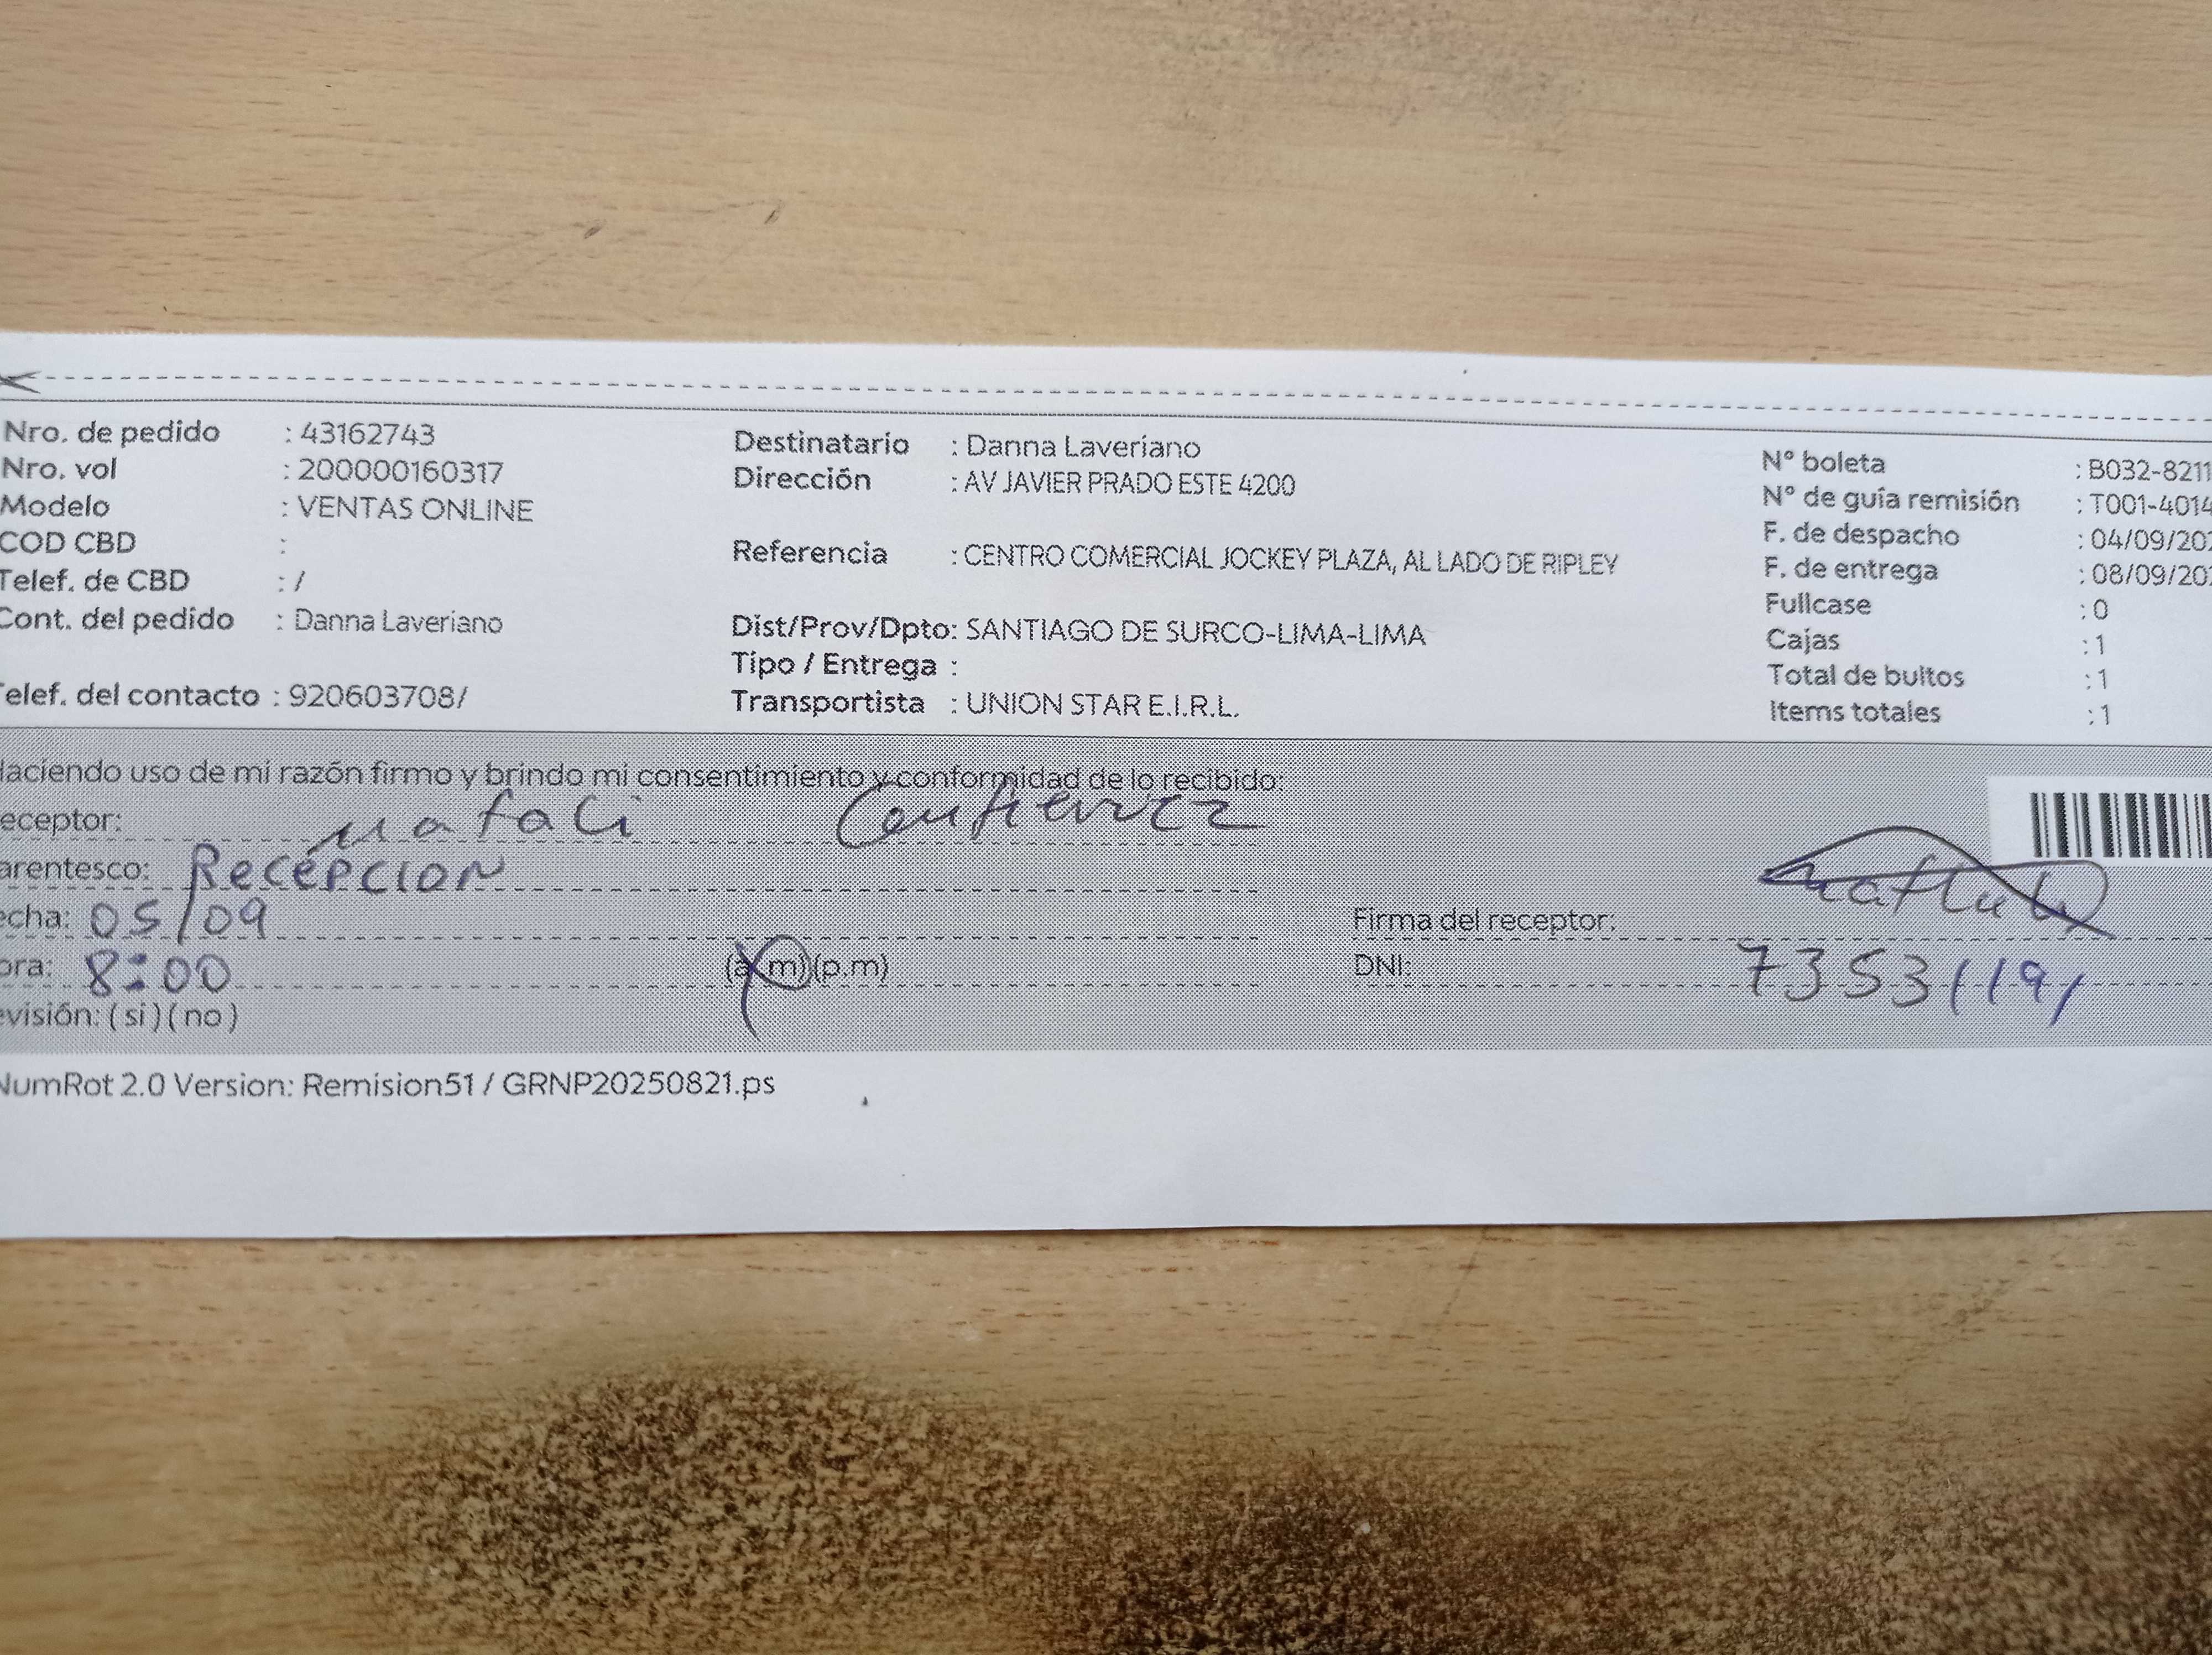 Nro. de pedido : 43162743
Nro. vol : 200000160317
Modelo : VENTAS ONLINE
COD CBD :
Telef. de CBD : /
Cont. del pedido : Danna Laveriano
Telef. del contacto : 920603708/
Destinatario : Danna Laveriano
Dirección : AV JAVIER PRADO ESTE 4200
Referencia : CENTRO COMERCIAL JOCKEY PLAZA, AL LADO DE RIPLEY
Dist/Prov/Dpto: SANTIAGO DE SURCO-LIMA-LIMA
Tipo / Entrega :
Transportista : UNION STAR E.I.R.L.
N° boleta : B032-8211
N° de guía remisión : T001-4014
F. de despacho : 04/09/202
F. de entrega : 08/09/202
Fullcase : 0
Cajas : 1
Total de bultos : 1
Items totales : 1
Haciendo uso de mi razón firmo y brindo mi consentimiento y conformidad de lo recibido:
eceptor: Natali Gutierrez
arentesco: Recepcion
echa: 05/09
ora: 8:00 (a.m) (p.m)
evisión: ( si ) ( no )
Firma del receptor:
DNI: 7353119
NumRot 2.0 Version: Remision51 / GRNP20250821.ps